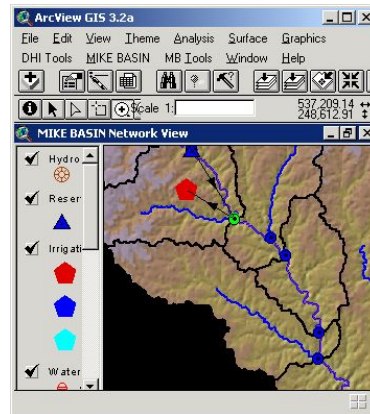 ArcView GIS 3.2a
File Edit View Theme Analysis Surface Graphics
DHI Tools MIKE BASIN MB Tools Window Help
Scale 1: 537,209.14
248,612.91
MIKE BASIN Network View
Hydro
Reser
Irrigati
Water